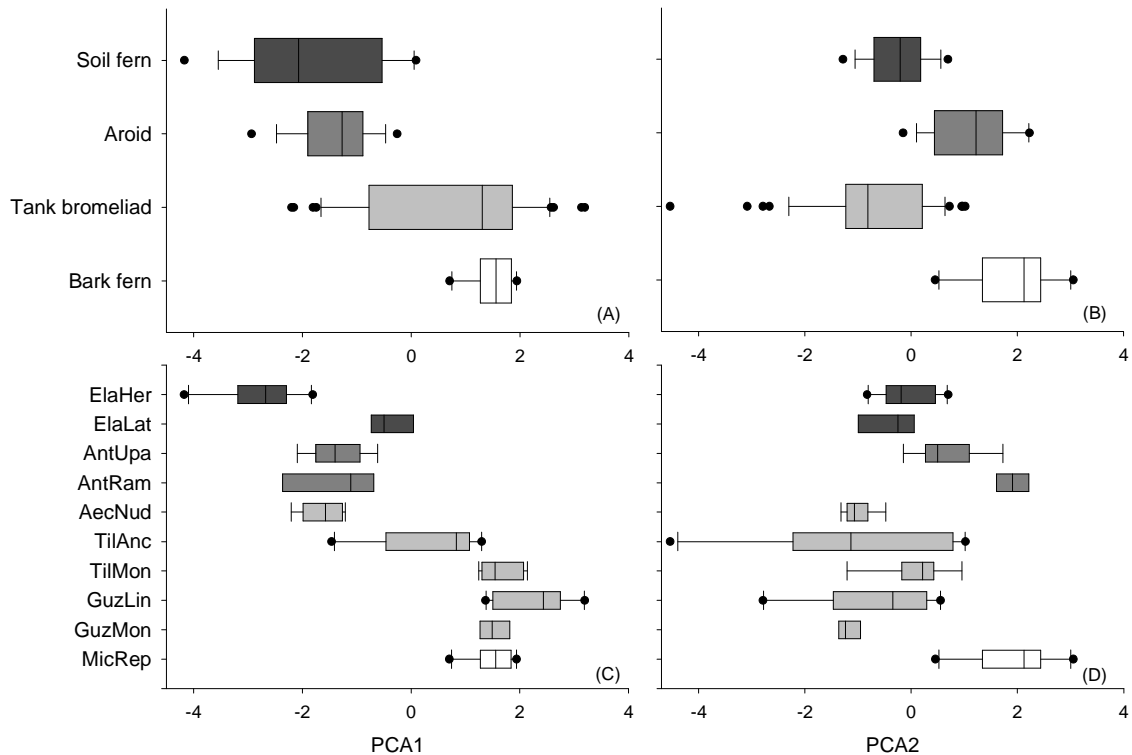 Soil fern
Aroid
Tank bromeliad
Bark fern
(A)
(B)
-4 -2 0 2 4
-4 -2 0 2 4
ElaHer
ElaLat
AntUpa
AntRam
AecNud
TilAnc
TilMon
GuzLin
GuzMon
MicRep
(C)
(D)
-4 -2 0 2 4
-4 -2 0 2 4
PCA1
PCA2